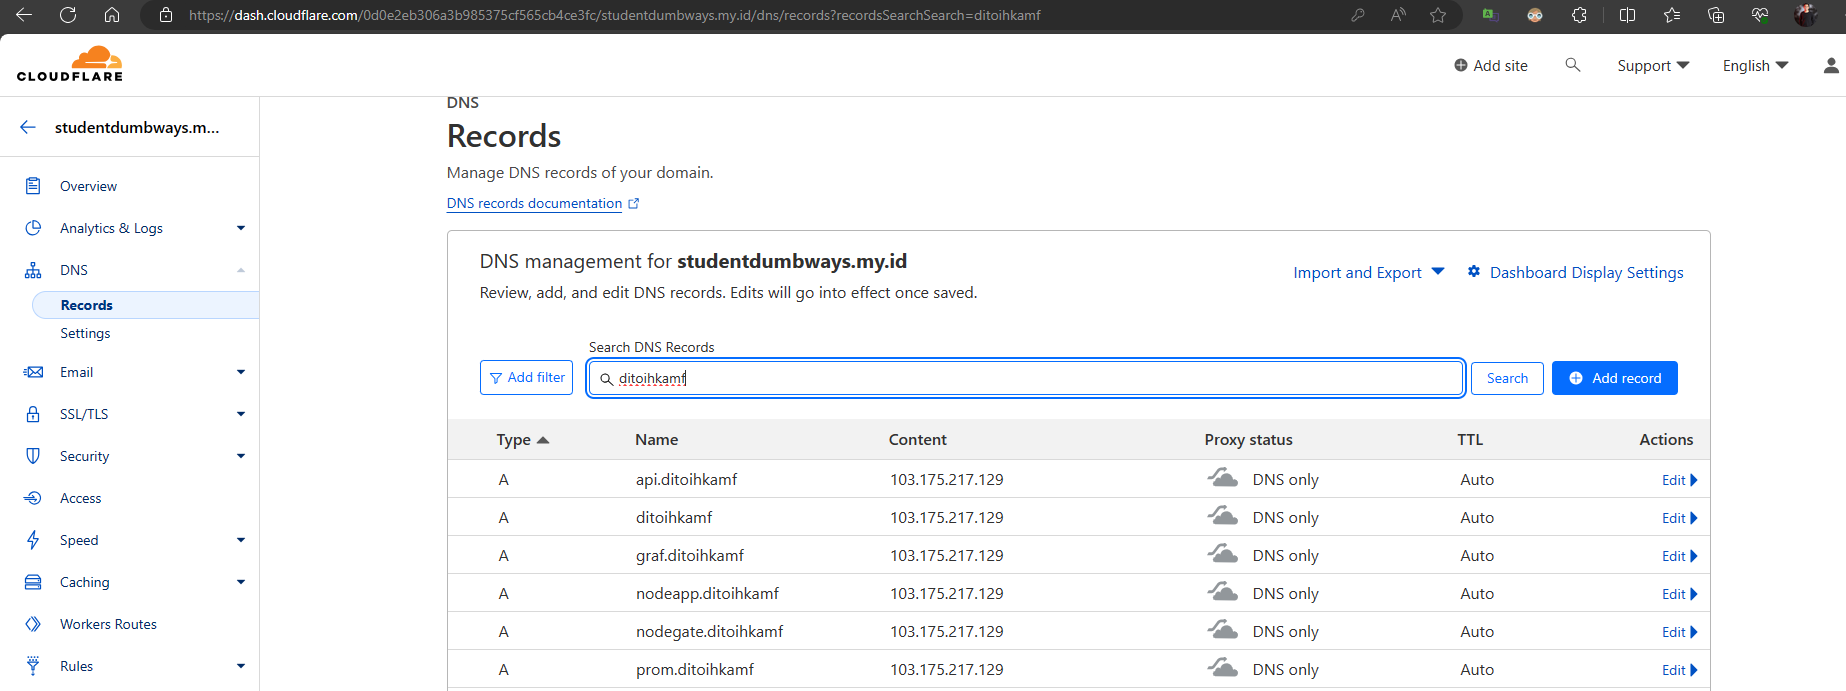 https://dash.cloudflare.com/0d0e2eb306a3b985375cf565cb4ce3fc/studentdumbways.my.id/dns/records?recordsSearchSearch=ditoihkamf
CLOUDFLARE
Add site
Support
English
studentdumbways.m...
Overview
Analytics & Logs
DNS
Records
Settings
Email
SSL/TLS
Security
Access
Speed
Caching
Workers Routes
Rules
DNS
Records
Manage DNS records of your domain.
DNS records documentation
DNS management for studentdumbways.my.id
Review, add, and edit DNS records. Edits will go into effect once saved.
Import and Export
Dashboard Display Settings
Search DNS Records
Add filter
ditoihkamf
Search
Add record
Type Name Content Proxy status TTL Actions
A api.ditoihkamf 103.175.217.129 DNS only Auto Edit
A ditoihkamf 103.175.217.129 DNS only Auto Edit
A graf.ditoihkamf 103.175.217.129 DNS only Auto Edit
A nodeapp.ditoihkamf 103.175.217.129 DNS only Auto Edit
A nodegate.ditoihkamf 103.175.217.129 DNS only Auto Edit
A prom.ditoihkamf 103.175.217.129 DNS only Auto Edit